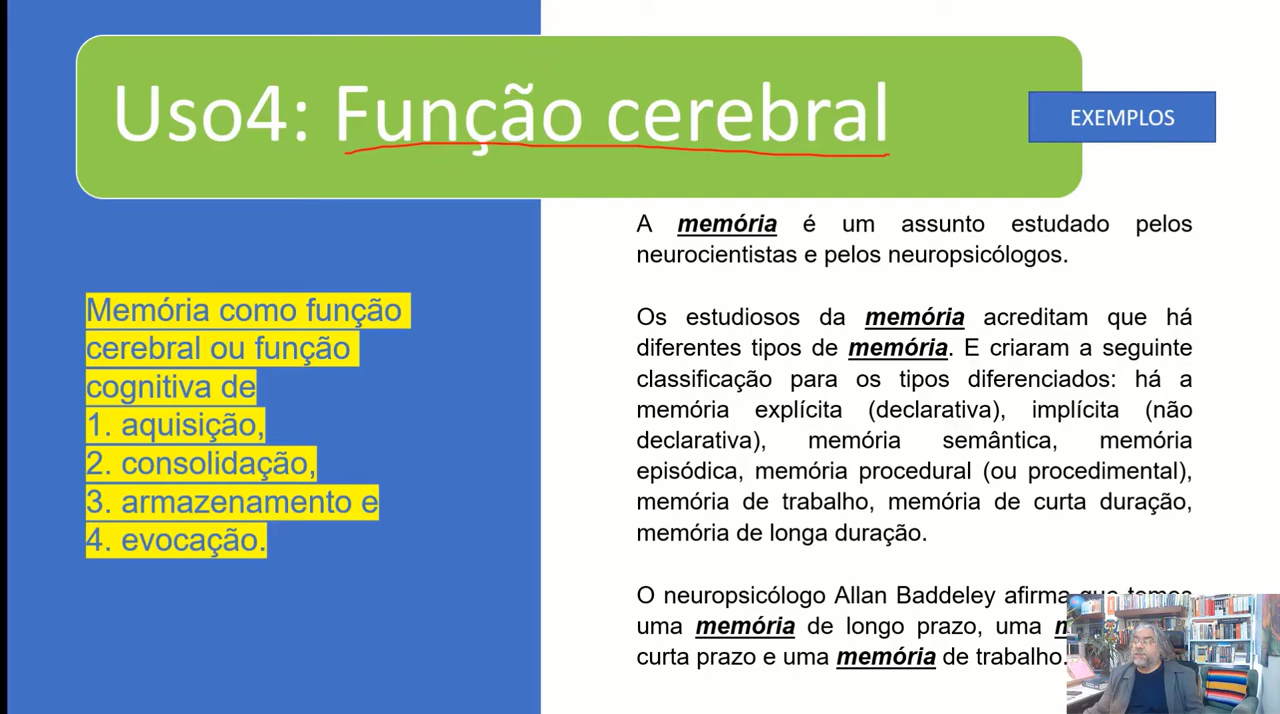 Uso4: Função cerebral
EXEMPLOS
Memória como função
cerebral ou função
cognitiva de
1. aquisição,
2. consolidação,
3. armazenamento e
4. evocação.
A memória é um assunto estudado pelos
neurocientistas e pelos neuropsicólogos.
Os estudiosos da memória acreditam que há
diferentes tipos de memória. E criaram a seguinte
classificação para os tipos diferenciados: há a
memória explícita (declarativa), implícita (não
declarativa), memória semântica, memória
episódica, memória procedural (ou procedimental),
memória de trabalho, memória de curta duração,
memória de longa duração.
O neuropsicólogo Allan Baddeley afirma que temos
uma memória de longo prazo, uma
curta prazo e uma memória de trabalho.